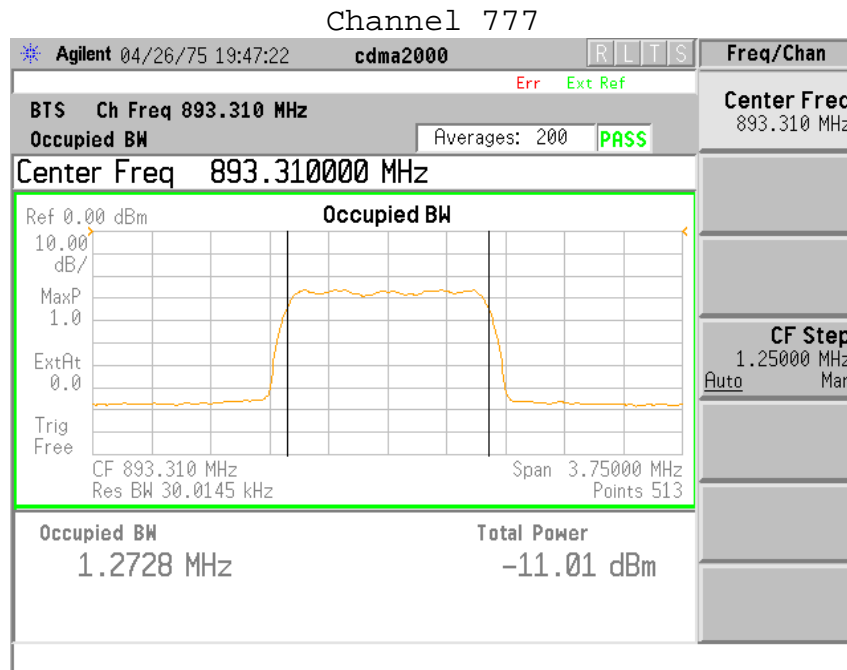 Channel 777
Agilent 04/26/75 19:47:22 cdma2000 R L T S Freq/Chan
Err Ext Ref
BTS Ch Freq 893.310 MHz
Occupied BW Averages: 200 PASS
Center Freq 893.310000 MHz
Center Freq
893.310 MHz
Ref 0.00 dBm Occupied BW
10.00
dB/
MaxP
1.0
ExtAt
0.0
Trig
Free
CF 893.310 MHz Span 3.75000 MHz
Res BW 30.0145 kHz Points 513
CF Step
1.25000 MHz
Auto Man
Occupied BW Total Power
1.2728 MHz -11.01 dBm